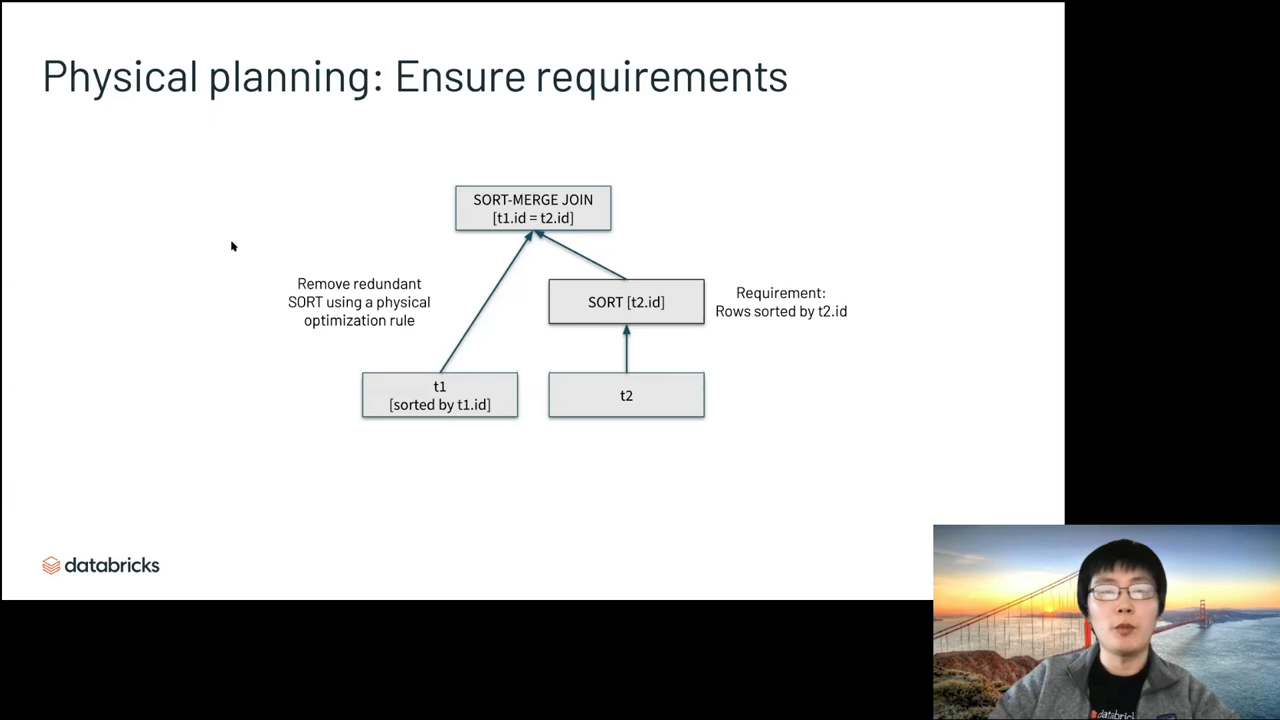 Physical planning: Ensure requirements
SORT-MERGE JOIN
[t1.id = t2.id]
Remove redundant
SORT using a physical
optimization rule
SORT [t2.id]
Requirement:
Rows sorted by t2.id
t1
[sorted by t1.id]
t2
databricks
databric